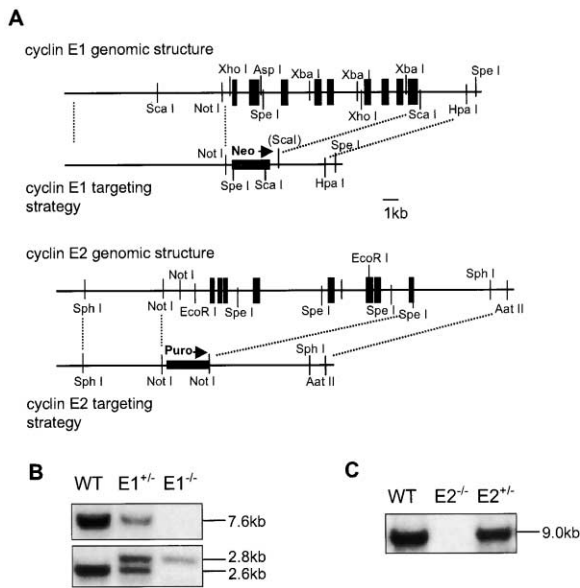 A
cyclin E1 genomic structure
Xho I Asp I Xba I Xba I Xba I Spe I
Sca I Not I Spe I Xho I Sca I Hpa I
Not I Neo (ScaI) Spe I
Spe I Sca I Hpa I
cyclin E1 targeting
strategy
1kb
cyclin E2 genomic structure
EcoR I
Not I Sph I
Sph I Not I EcoR I Spe I Spe I Spe I Spe I Aat II
Puro Sph I
Sph I Not I Not I Aat II
cyclin E2 targeting
strategy
B
WT E1+/- E1-/-
7.6kb
2.8kb
2.6kb
C
WT E2-/- E2+/-
9.0kb